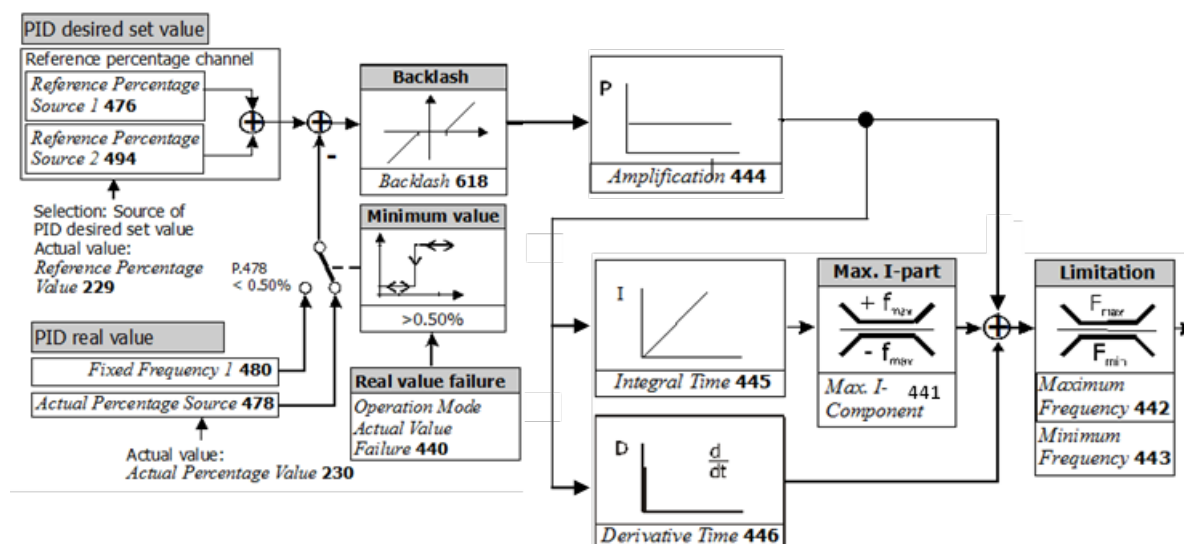 PID desired set value
Reference percentage channel
Reference Percentage
Source 1 476
Reference Percentage
Source 2 494
Selection: Source of
PID desired set value
Actual value:
Reference Percentage
Value 229
-
P.478
< 0.50%
PID real value
Fixed Frequency 1 480
Actual Percentage Source 478
Actual value:
Actual Percentage Value 230
Backlash
Backlash 618
Minimum value
>0.50%
Real value failure
Operation Mode
Actual Value
Failure 440
P
Amplification 444
I
Integral Time 445
D
d
dt
Derivative Time 446
Max. I-part
+ fmax
- fmax
Max. I- 441
Component
Limitation
Fmax
Fmin
Maximum
Frequency 442
Minimum
Frequency 443